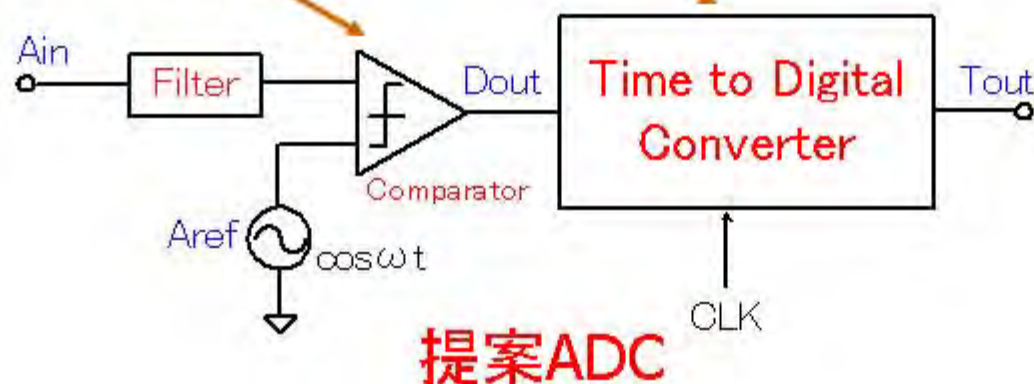 Ain
Filter
Dout
Time to Digital
Converter
Tout
Comparator
Aref
cosωt
CLK
提案ADC